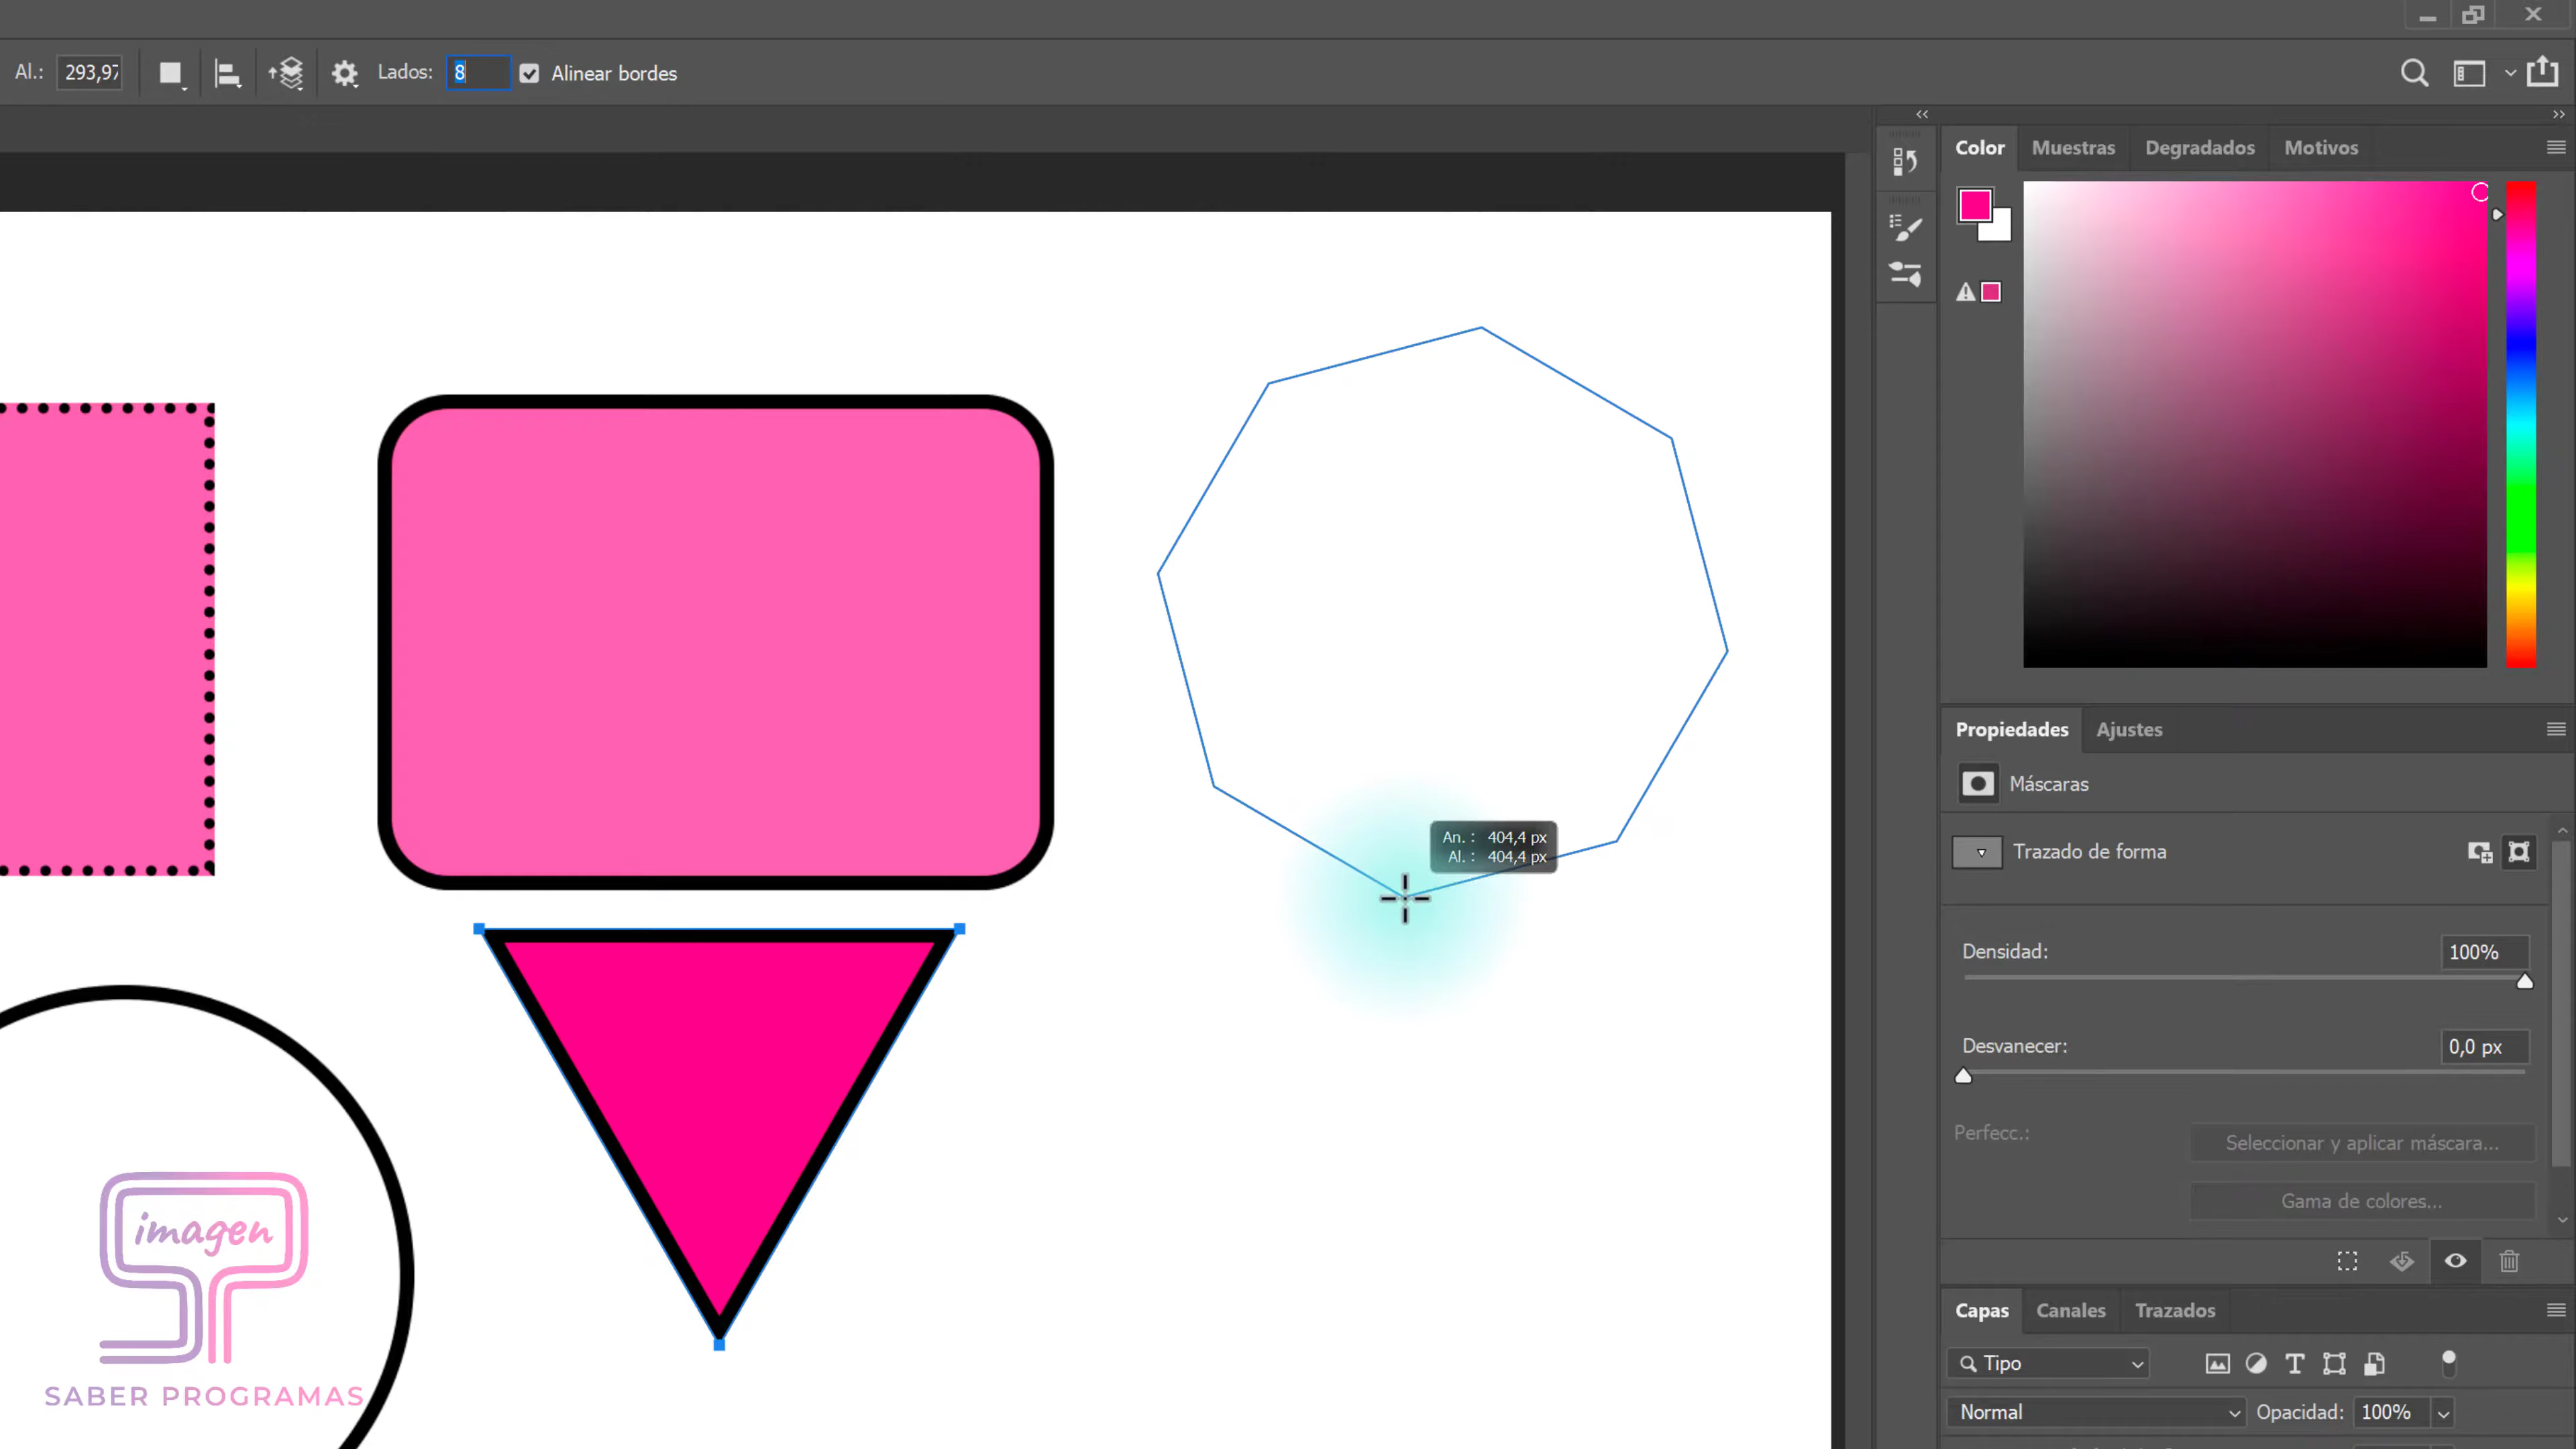 Al.: 293,97 Lados: 8 Alinear bordes
Color Muestras Degradados Motivos
An. : 404,4 px
Al. : 404,4 px
Propiedades Ajustes
Máscaras
Trazado de forma
Densidad: 100%
Desvanecer: 0,0 px
Perfecc.: Seleccionar y aplicar máscara...
Gama de colores...
Capas Canales Trazados
Tipo
Normal Opacidad: 100%
imagen
SABER PROGRAMAS